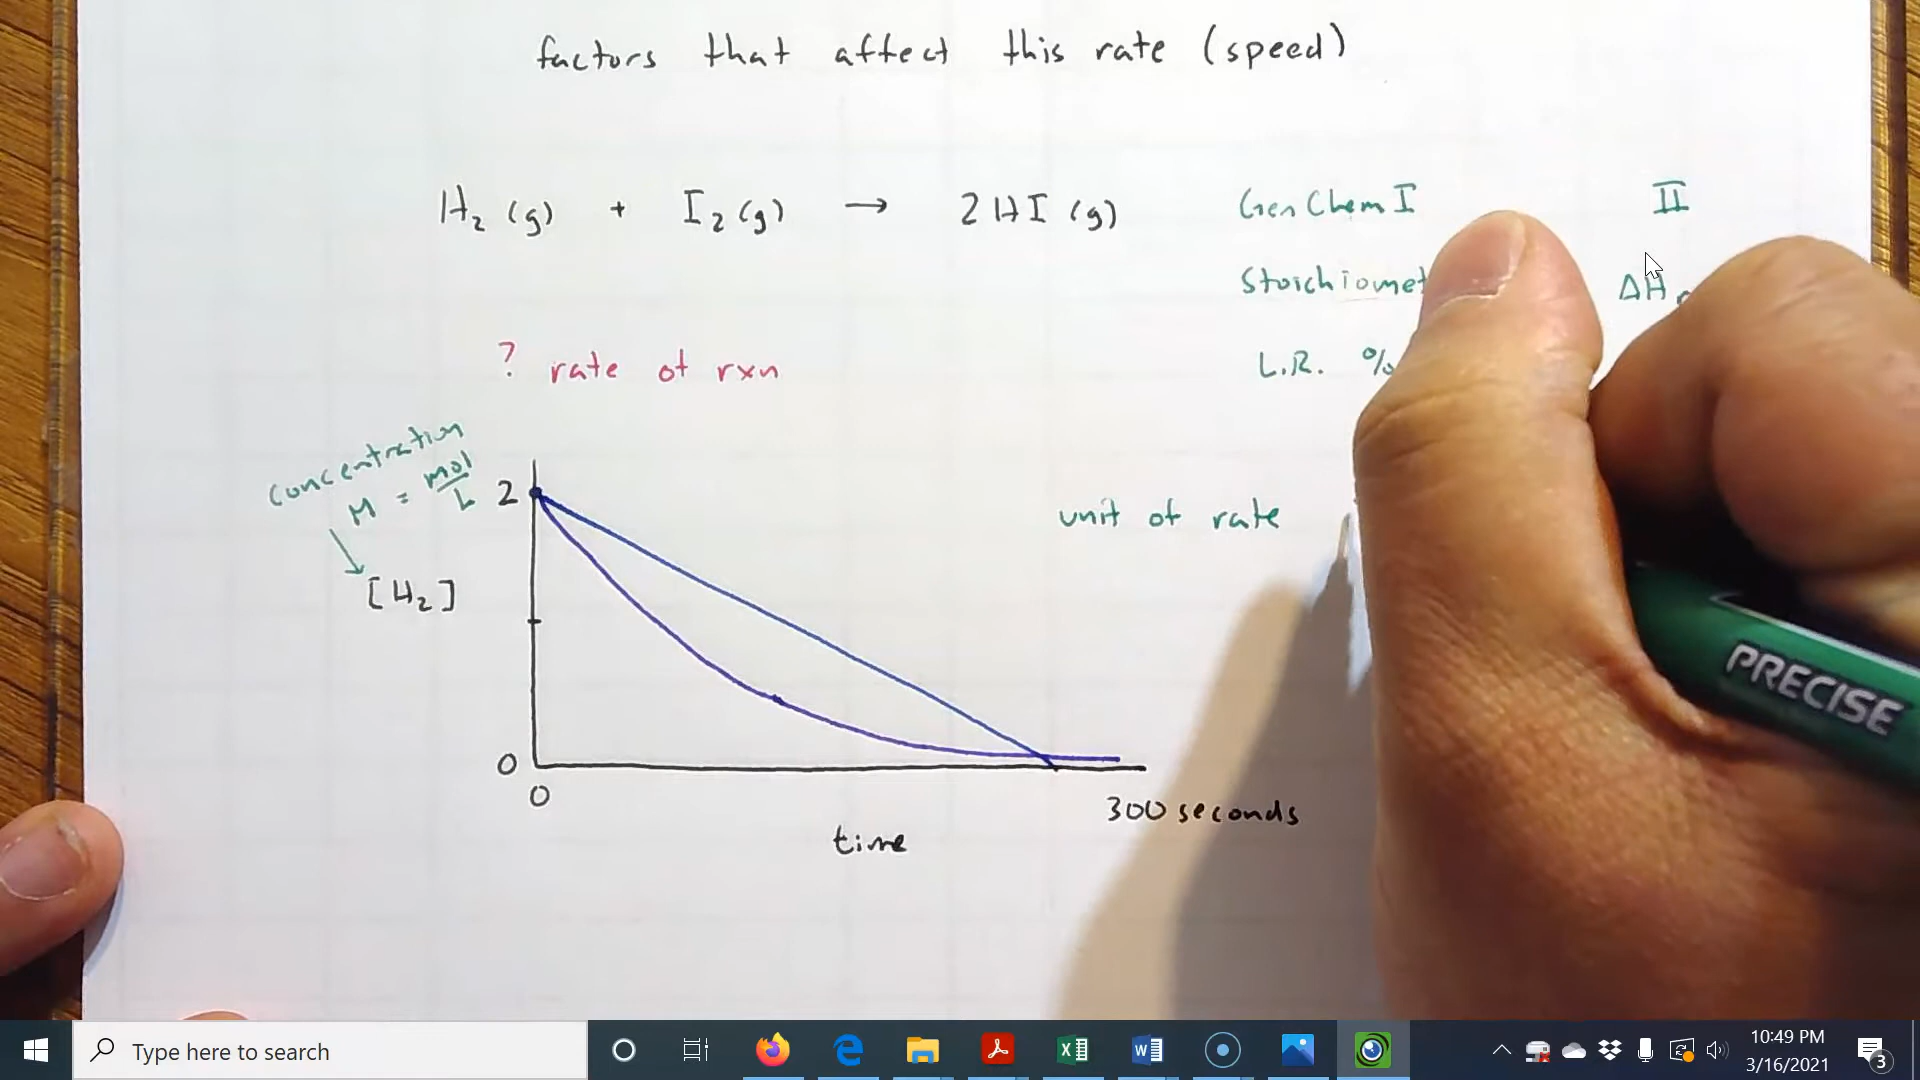 factors that affect this rate (speed)
H2 (g) + I2 (g) → 2 HI (g)
GenChem I II
Stoichiomet ΔH
? rate of rxn
L.R. %
concentration
M = mol/L
2
[H2]
unit of rate
PRECISE
0
0
300 seconds
time
Type here to search
10:49 PM
3/16/2021
3